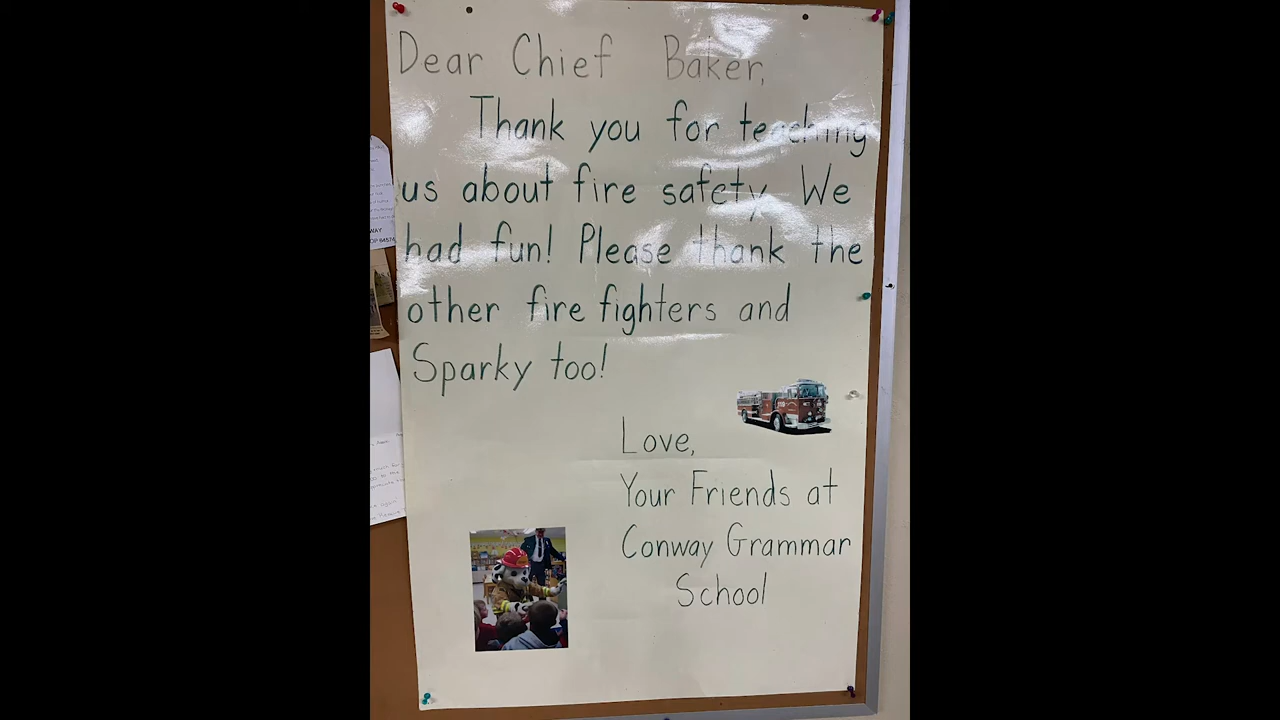 Dear Chief Baker,
Thank you for teaching
us about fire safety. We
had fun! Please thank the
other fire fighters and
Sparky too!
Love,
Your Friends at
Conway Grammar
School